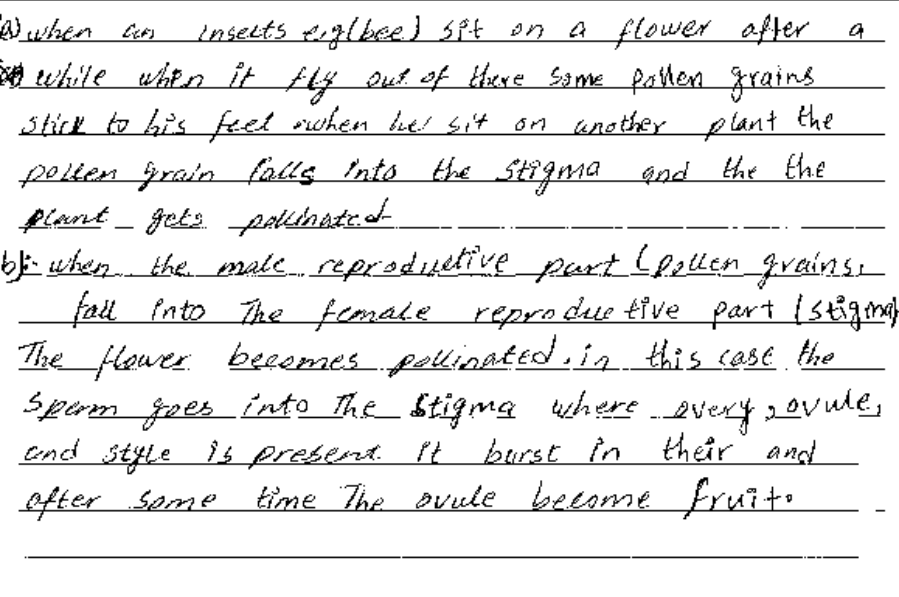 a) when an insects e.g (bee) sit on a flower after a
while when it fly out of there some pollen grains
stick to his feel when he sit on another plant the
pollen grain falls into the stigma and the the
plant gets pollinated
b):- when the male reproductive part (pollen grains,
fall into The female reproductive part (stigma)
The flower becomes pollinated. in this case the
sperm goes into The stigma where overy, ovule,
and style is present it burst in their and
after some time The ovule become fruit.